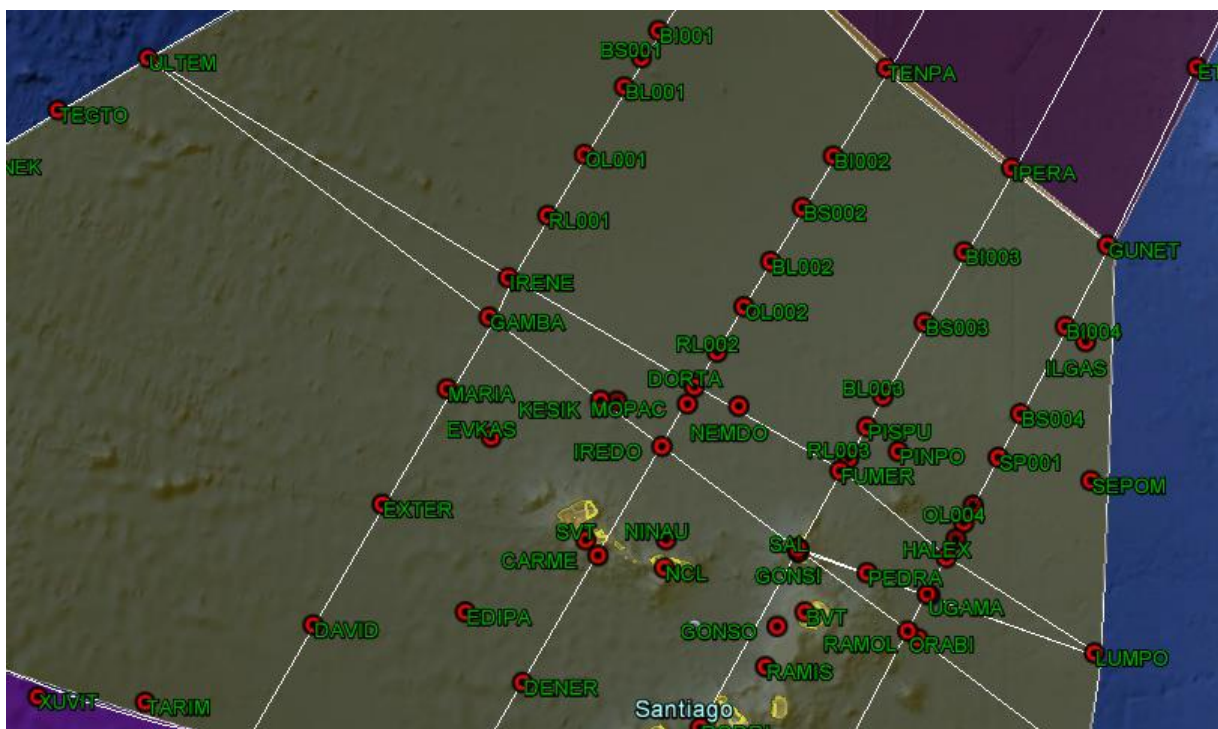 BI001
BS001
ULTEM
TENPA
ET
BL001
TEGTO
OL001
BI002
NEK
IPERA
BS002
RL001
GUNET
BI003
BL002
IRENE
OL002
GAMBA
BS003
BI004
RL002
ILGAS
DORTA
MARIA
BL003
KESIK
MOPAC
NEMDO
BS004
EVKAS
PISPU
IREDO
RL003
PINPO
SP001
FUMER
SEPOM
EXTER
OL004
SVT
NINAU
SAL
HALEX
CARME
GONSI
NCL
PEDRA
UGAMA
EDIPA
BVT
DAVID
GONSO
RAMOL
ORABI
LUMPO
RAMIS
DENER
XUVIT
TARIM
Santiago